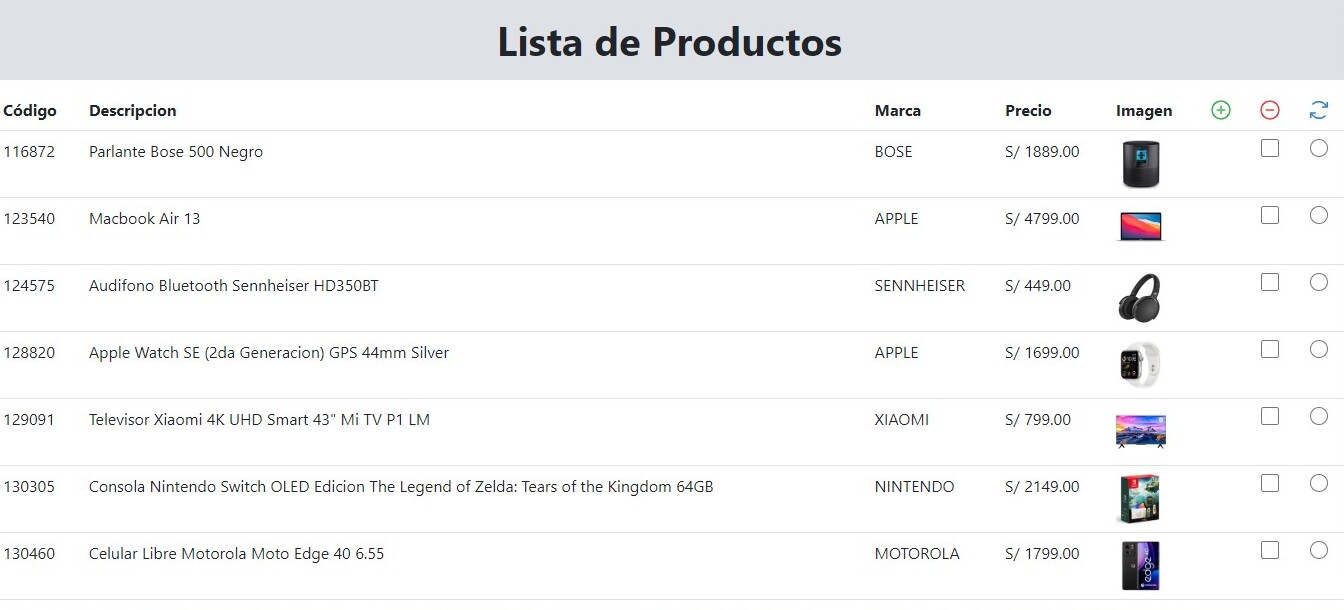 Lista de Productos
Código Descripcion Marca Precio Imagen
116872 Parlante Bose 500 Negro BOSE S/ 1889.00
123540 Macbook Air 13 APPLE S/ 4799.00
124575 Audifono Bluetooth Sennheiser HD350BT SENNHEISER S/ 449.00
128820 Apple Watch SE (2da Generacion) GPS 44mm Silver APPLE S/ 1699.00
129091 Televisor Xiaomi 4K UHD Smart 43" Mi TV P1 LM XIAOMI S/ 799.00
130305 Consola Nintendo Switch OLED Edicion The Legend of Zelda: Tears of the Kingdom 64GB NINTENDO S/ 2149.00
130460 Celular Libre Motorola Moto Edge 40 6.55 MOTOROLA S/ 1799.00
edge